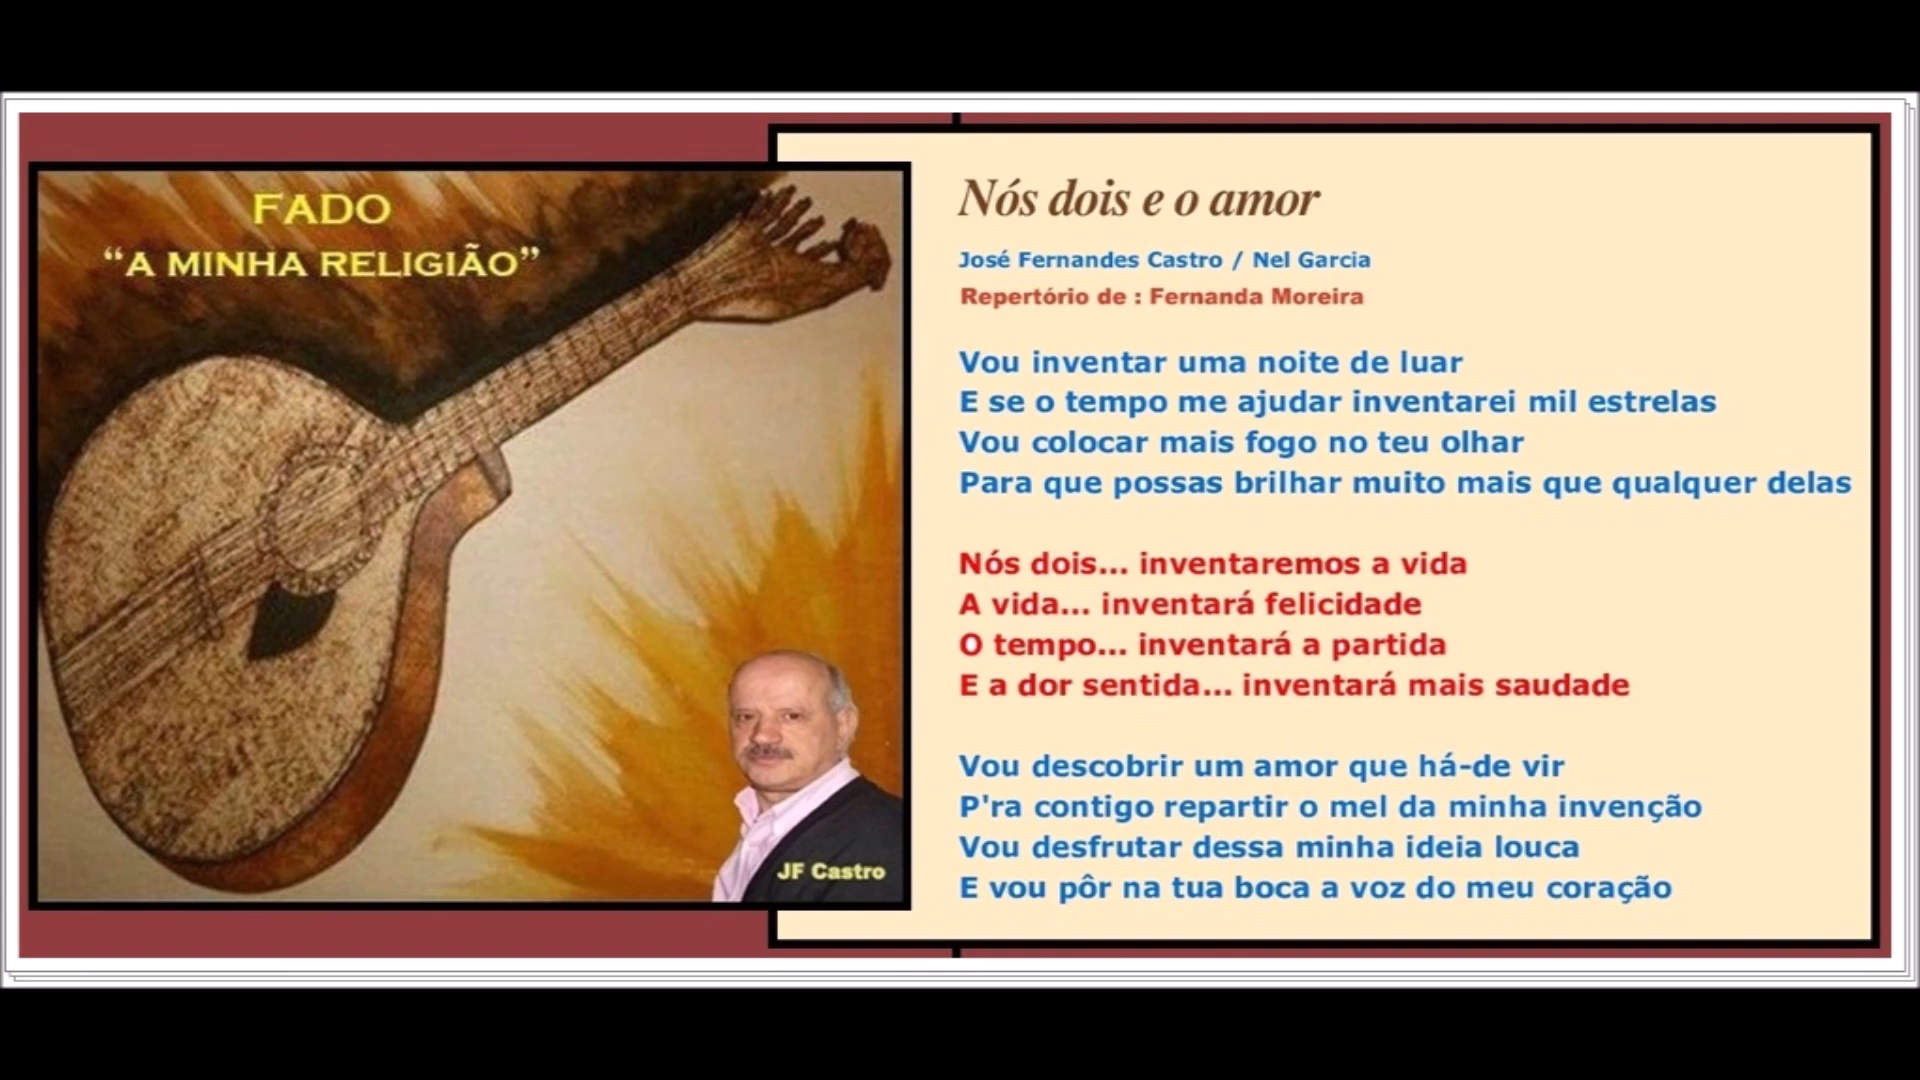 FADO
“A MINHA RELIGIÃO”
JF Castro
Nós dois e o amor
José Fernandes Castro / Nel Garcia
Repertório de : Fernanda Moreira
Vou inventar uma noite de luar
E se o tempo me ajudar inventarei mil estrelas
Vou colocar mais fogo no teu olhar
Para que possas brilhar muito mais que qualquer delas
Nós dois... inventaremos a vida
A vida... inventará felicidade
O tempo... inventará a partida
E a dor sentida... inventará mais saudade
Vou descobrir um amor que há-de vir
P'ra contigo repartir o mel da minha invenção
Vou desfrutar dessa minha ideia louca
E vou pôr na tua boca a voz do meu coração